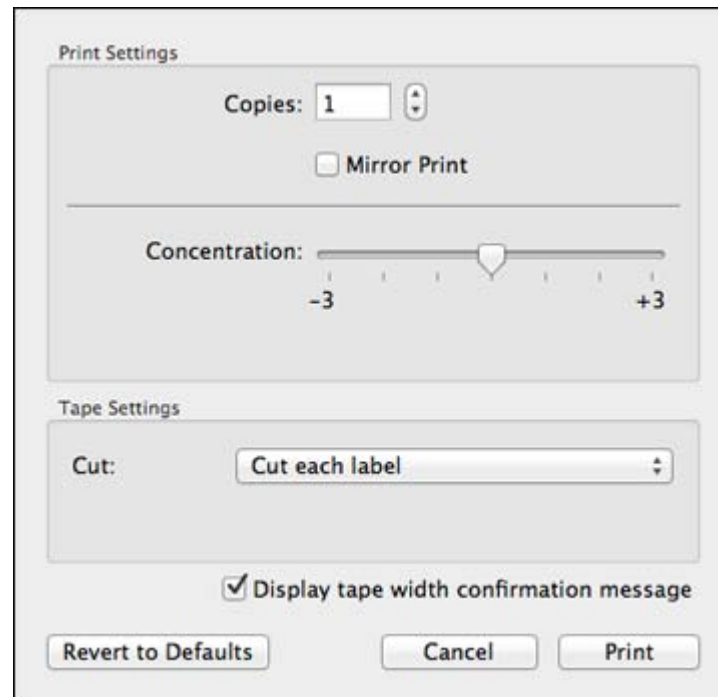 Print Settings
Copies: 1
Mirror Print
Concentration:
-3 +3
Tape Settings
Cut: Cut each label
Display tape width confirmation message
Revert to Defaults Cancel Print